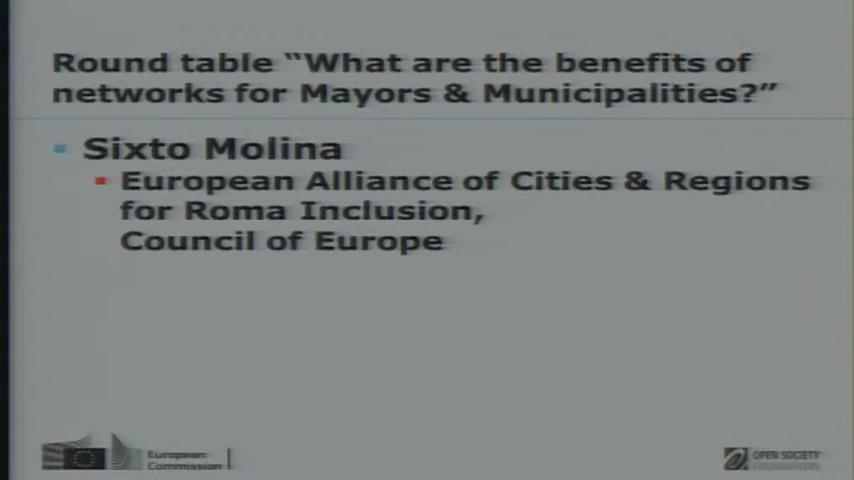 Round table “What are the benefits of
networks for Mayors & Municipalities?”
Sixto Molina
European Alliance of Cities & Regions
for Roma Inclusion,
Council of Europe
European
Commission
OPEN SOCIETY
FOUNDATIONS